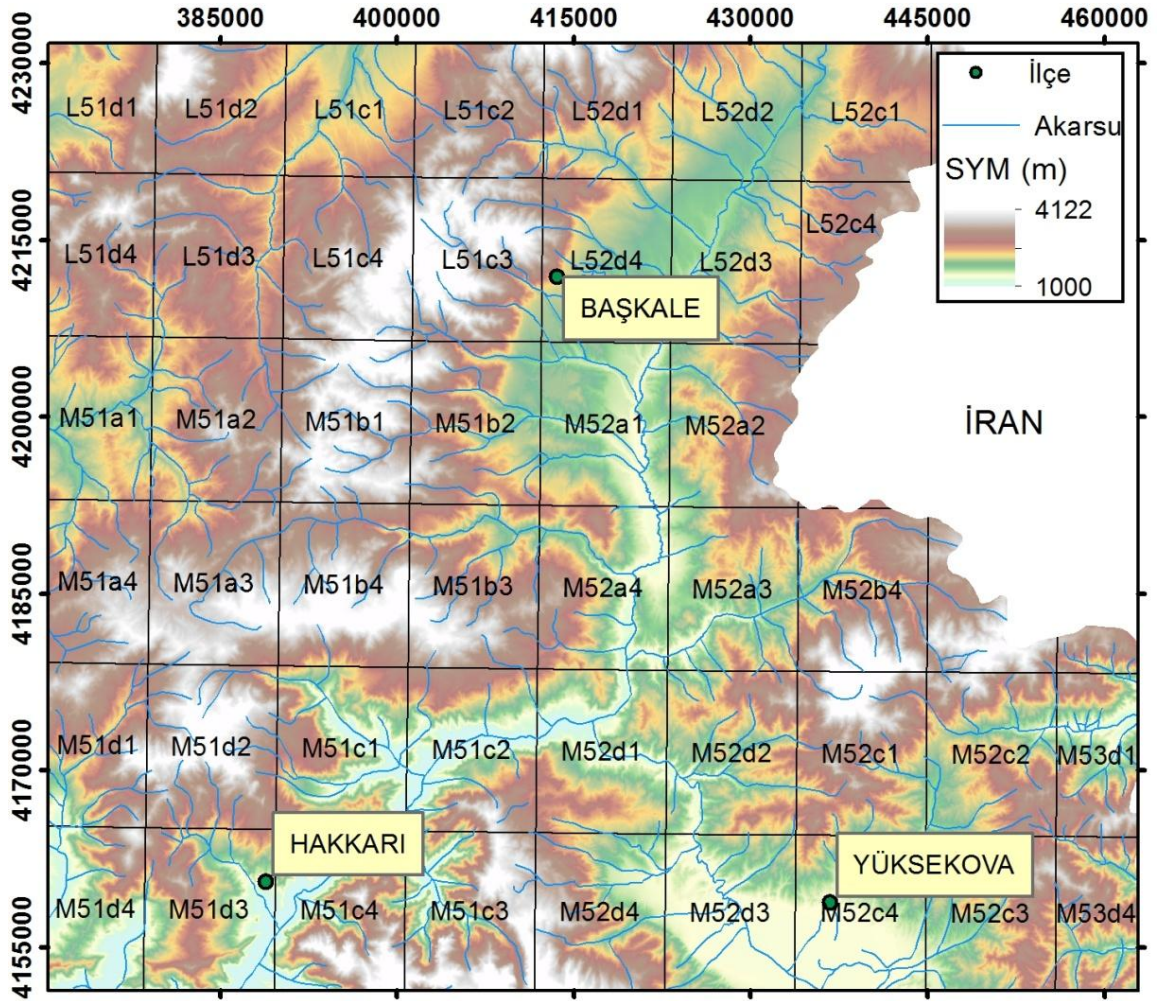 385000 400000 415000 430000 445000 460000
4230000
4215000
4200000
4185000
4170000
4155000
İlçe
Akarsu
SYM (m)
4122
1000
L51d1 L51d2 L51c1 L51c2 L52d1 L52d2 L52c1
L51d4 L51d3 L51c4 L51c3 L52d4 L52d3 L52c4
BAŞKALE
M51a1 M51a2 M51b1 M51b2 M52a1 M52a2 İRAN
M51a4 M51a3 M51b4 M51b3 M52a4 M52a3 M52b4
M51d1 M51d2 M51c1 M51c2 M52d1 M52d2 M52c1 M52c2 M53d1
HAKKARI YÜKSEKOVA
M51d4 M51d3 M51c4 M51c3 M52d4 M52d3 M52c4 M52c3 M53d4